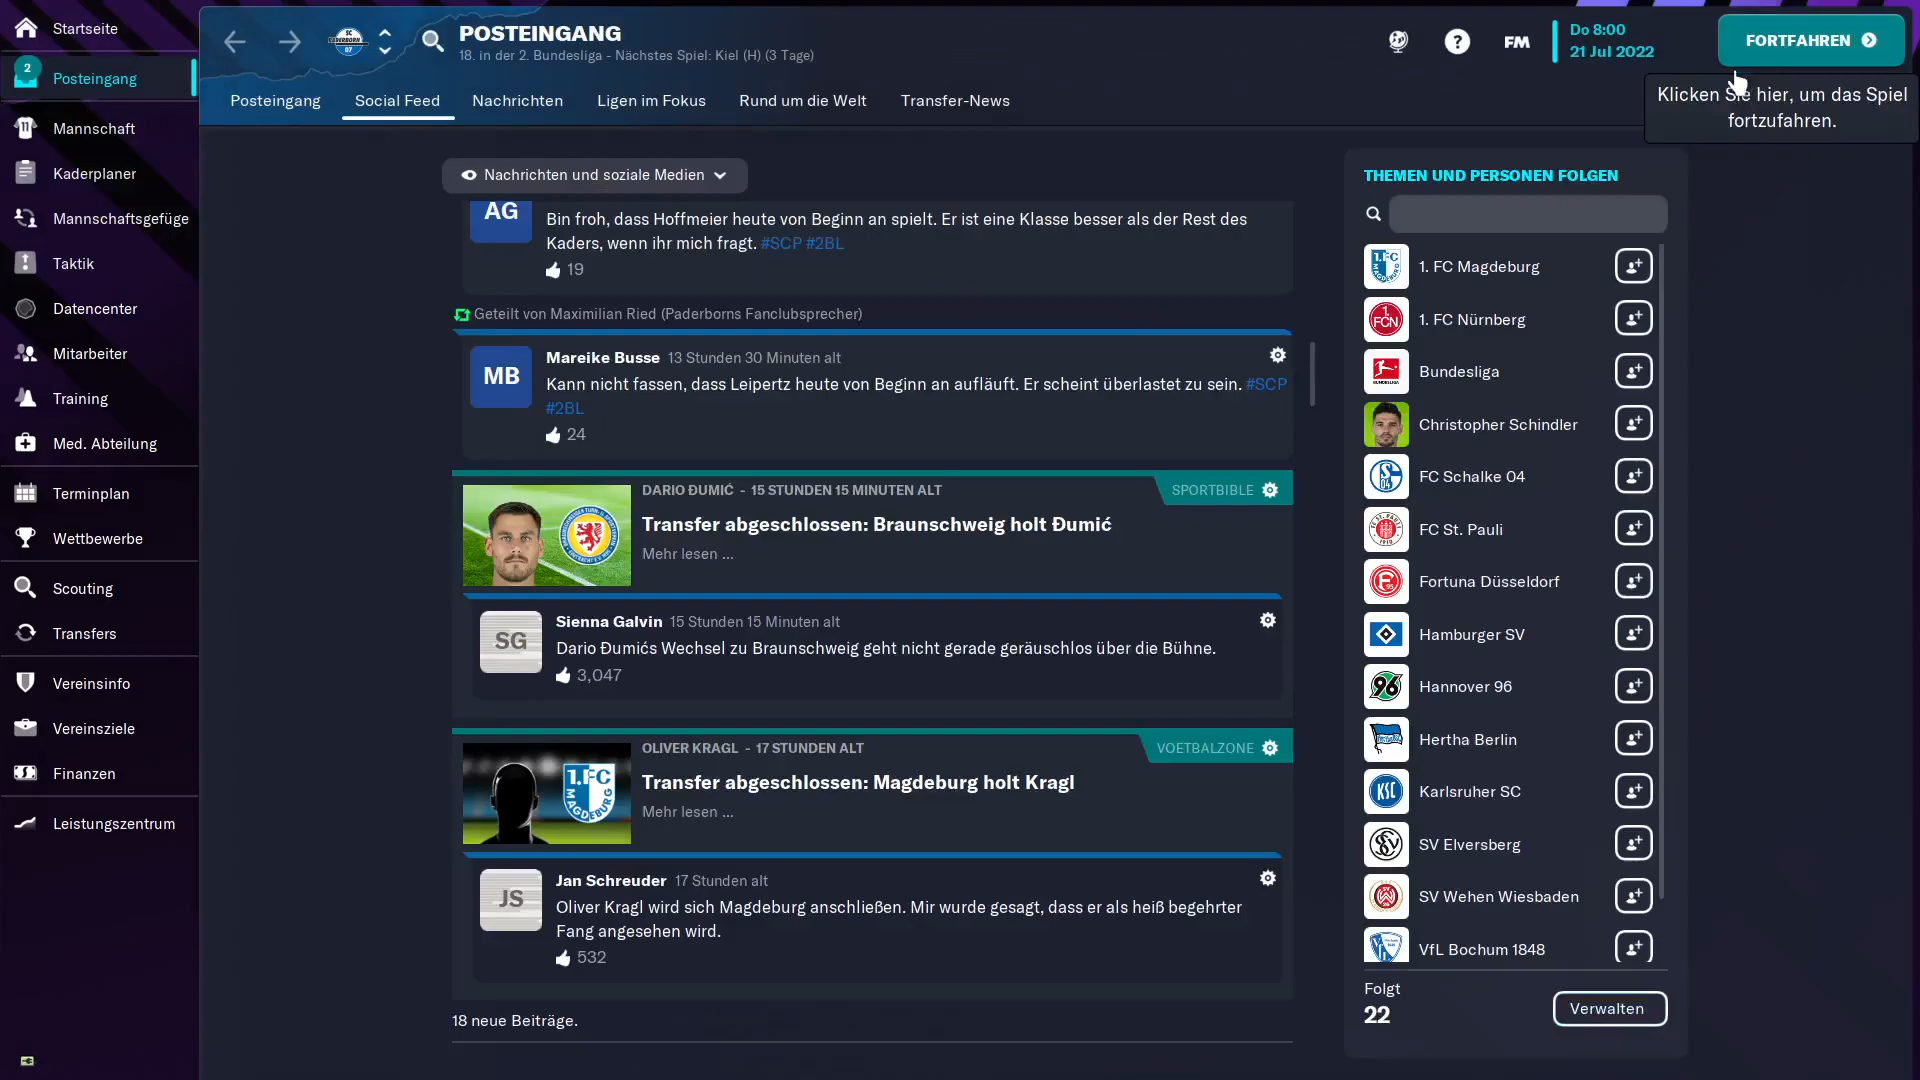 Startseite
2
Posteingang
Mannschaft
Kaderplaner
Mannschaftsgefüge
Taktik
Datencenter
Mitarbeiter
Training
Med. Abteilung
Terminplan
Wettbewerbe
Scouting
Transfers
Vereinsinfo
Vereinsziele
Finanzen
Leistungszentrum
POSTEINGANG
18. in der 2. Bundesliga - Nächstes Spiel: Kiel (H) (3 Tage)
FM
Do 8:00
21 Jul 2022
FORTFAHREN
Klicken Sie hier, um das Spiel
fortzufahren.
Posteingang
Social Feed
Nachrichten
Ligen im Fokus
Rund um die Welt
Transfer-News
Nachrichten und soziale Medien
AG
Bin froh, dass Hoffmeier heute von Beginn an spielt. Er ist eine Klasse besser als der Rest des
Kaders, wenn ihr mich fragt. #SCP #2BL
19
Geteilt von Maximilian Ried (Paderborns Fanclubsprecher)
MB
Mareike Busse 13 Stunden 30 Minuten alt
Kann nicht fassen, dass Leipertz heute von Beginn an aufläuft. Er scheint überlastet zu sein. #SCP
#2BL
24
DARIO ĐUMIĆ - 15 STUNDEN 15 MINUTEN ALT
SPORTBIBLE
Transfer abgeschlossen: Braunschweig holt Đumić
Mehr lesen ...
SG
Sienna Galvin 15 Stunden 15 Minuten alt
Dario Đumićs Wechsel zu Braunschweig geht nicht gerade geräuschlos über die Bühne.
3,047
OLIVER KRAGL - 17 STUNDEN ALT
VOETBALZONE
Transfer abgeschlossen: Magdeburg holt Kragl
Mehr lesen ...
JS
Jan Schreuder 17 Stunden alt
Oliver Kragl wird sich Magdeburg anschließen. Mir wurde gesagt, dass er als heiß begehrter
Fang angesehen wird.
532
18 neue Beiträge.
THEMEN UND PERSONEN FOLGEN
1. FC Magdeburg
1. FC Nürnberg
Bundesliga
Christopher Schindler
FC Schalke 04
FC St. Pauli
Fortuna Düsseldorf
Hamburger SV
Hannover 96
Hertha Berlin
Karlsruher SC
SV Elversberg
SV Wehen Wiesbaden
VfL Bochum 1848
Folgt
22
Verwalten